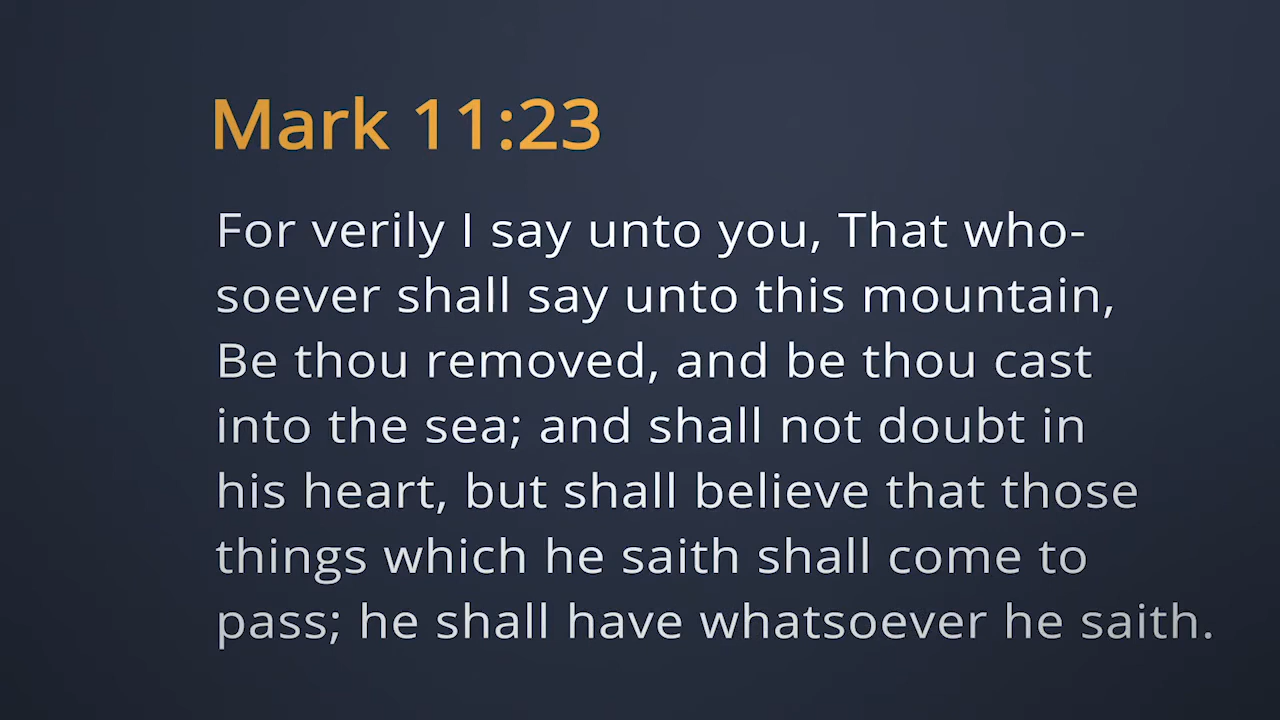 Mark 11:23
For verily I say unto you, That who-
soever shall say unto this mountain,
Be thou removed, and be thou cast
into the sea; and shall not doubt in
his heart, but shall believe that those
things which he saith shall come to
pass; he shall have whatsoever he saith.